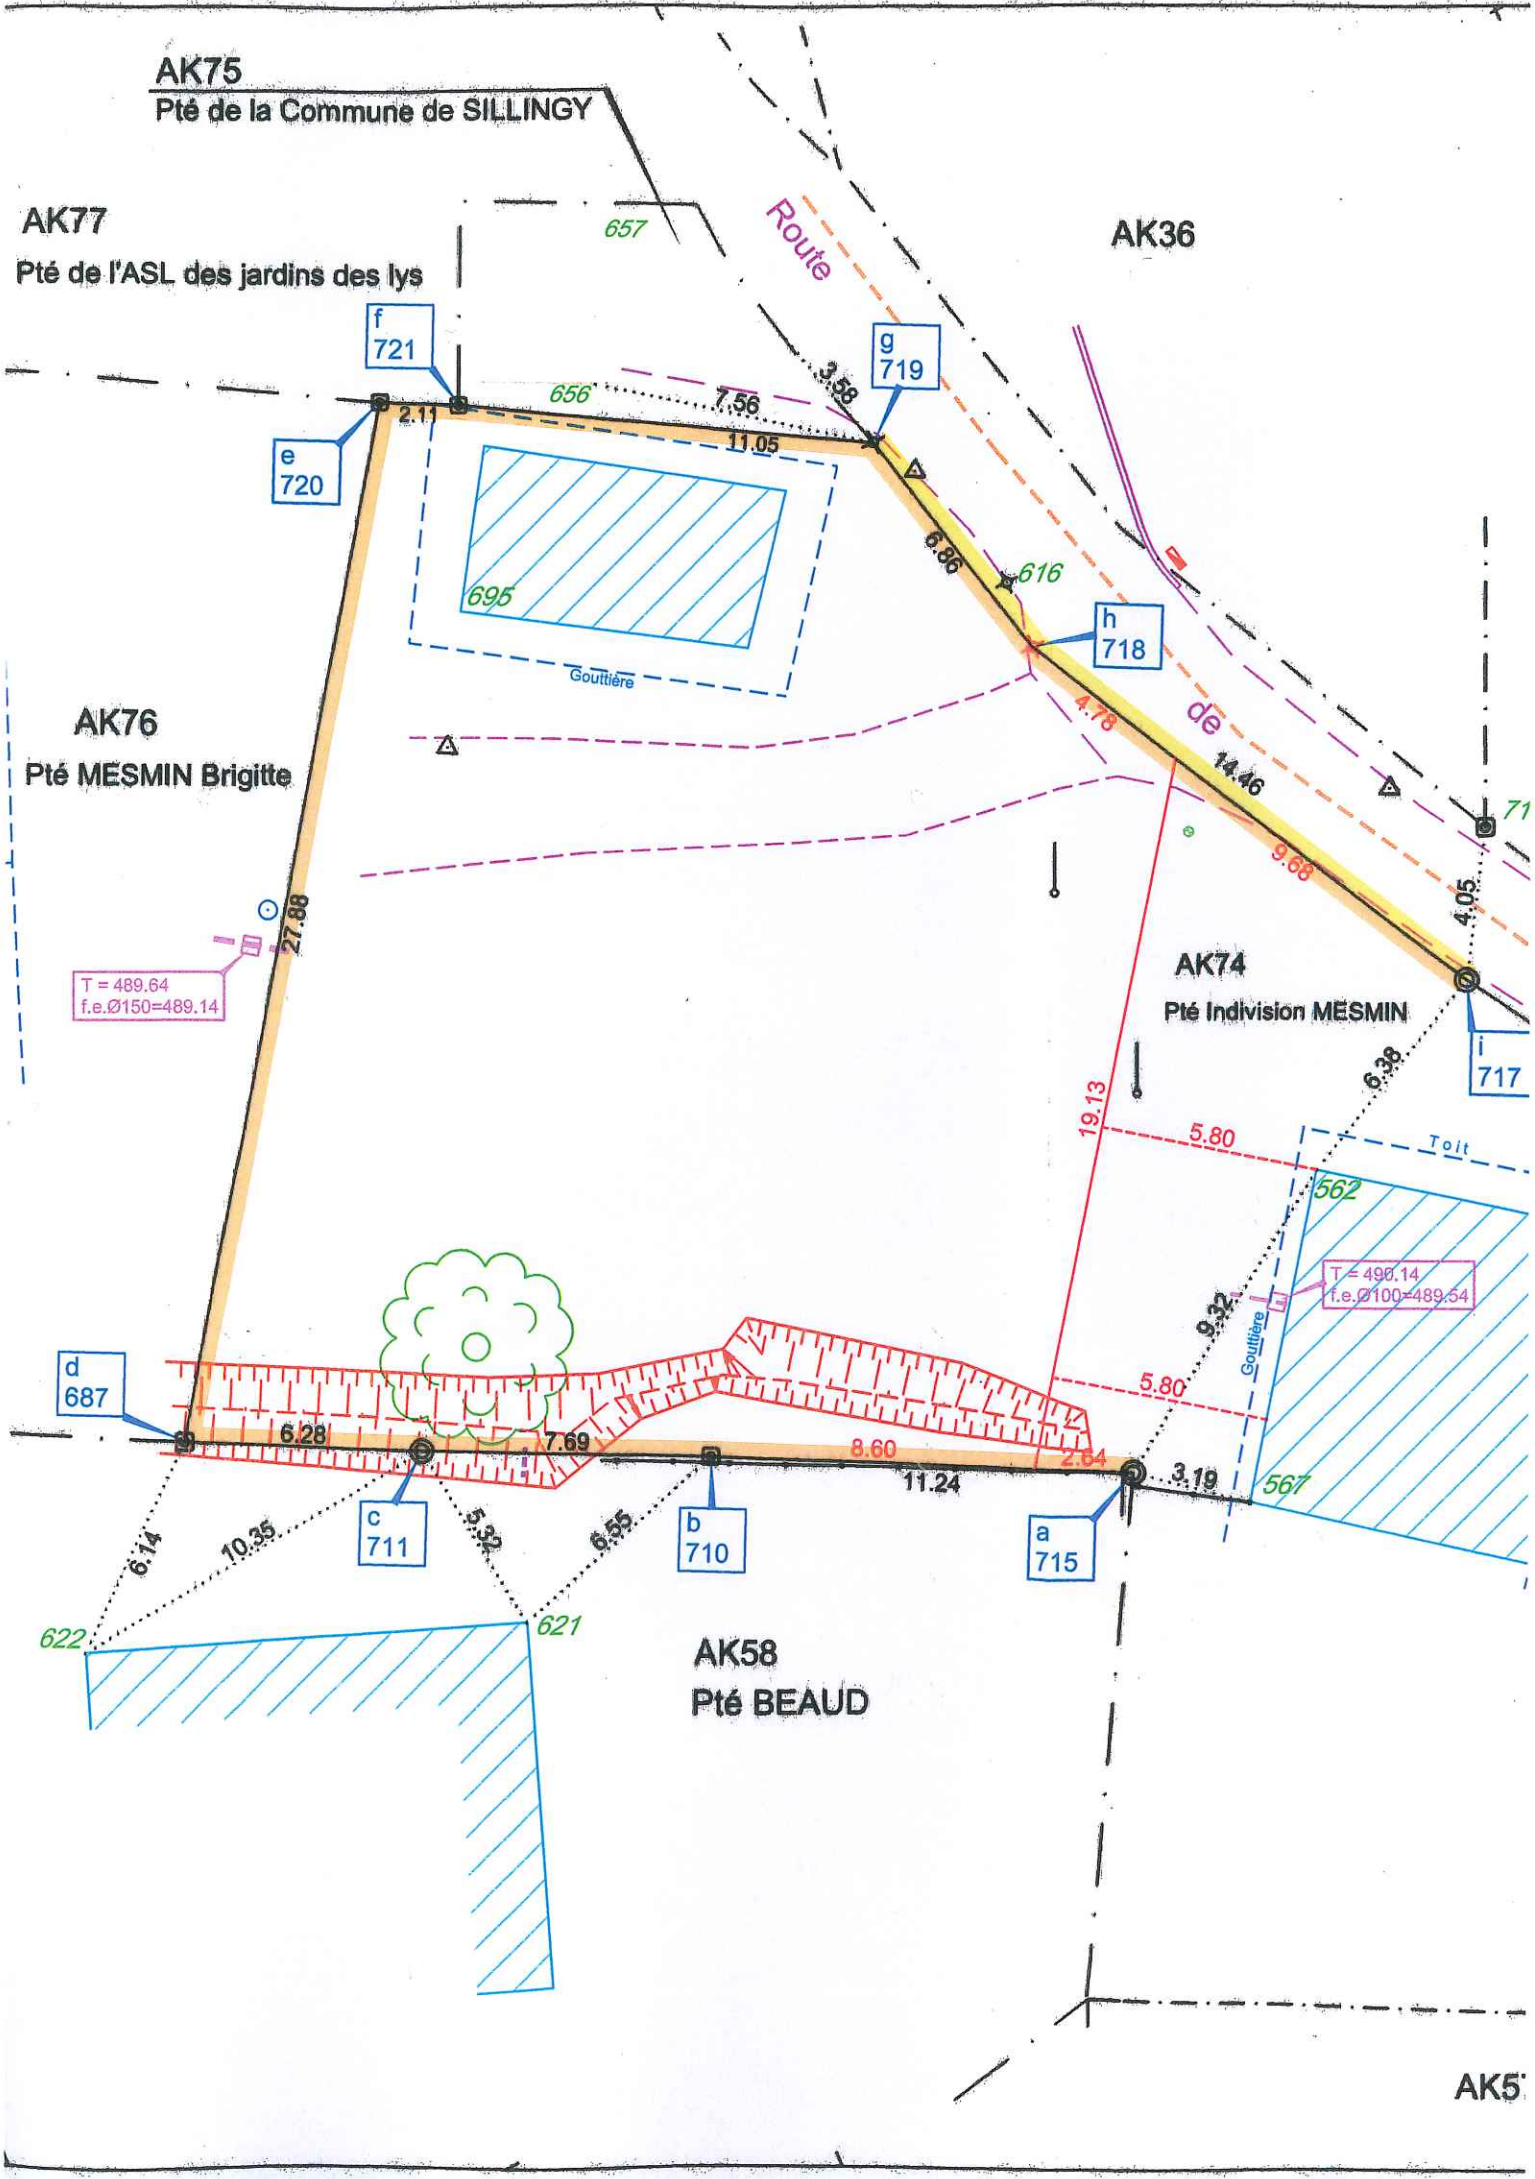 AK75
Pté de la Commune de SILLINGY
AK77
Pté de l'ASL des jardins des lys
657
Route
AK36
f
721
g
719
3.58
656
7.56
2.11
11.05
e
720
6.86
616
695
h
718
Gouttière
4.78
de
AK76
Pté MESMIN Brigitte
14.46
71
9.68
4.05
27.88
T = 489.64
f.e.Ø150=489.14
AK74
Pté Indivision MESMIN
i
717
6.38
19.13
5.80
Toit
562
T = 490.14
f.e.Ø100=489.54
9.32
Gouttière
5.80
d
687
6.28
7.69
8.60
2.64
11.24
3.19
567
c
711
b
710
a
715
6.14
10.35
5.32
6.55
622
621
AK58
Pté BEAUD
AK5